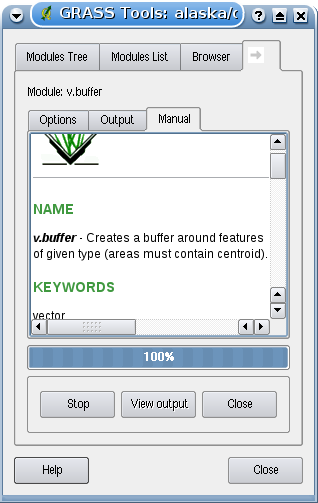 GRASS Tools: alaska/
Modules Tree Modules List Browser
Module: v.buffer
Options Output Manual
NAME
v.buffer - Creates a buffer around features
of given type (areas must contain centroid).
KEYWORDS
vector
100%
Stop View output Close
Help Close